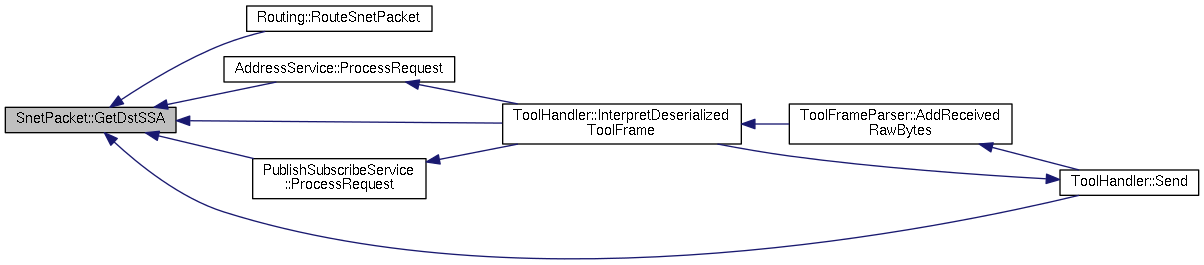 Routing::RouteSnetPacket
AddressService::ProcessRequest
SnetPacket::GetDstSSA
ToolHandler::InterpretDeserialized
ToolFrame
ToolFrameParser::AddReceived
RawBytes
PublishSubscribeService
::ProcessRequest
ToolHandler::Send